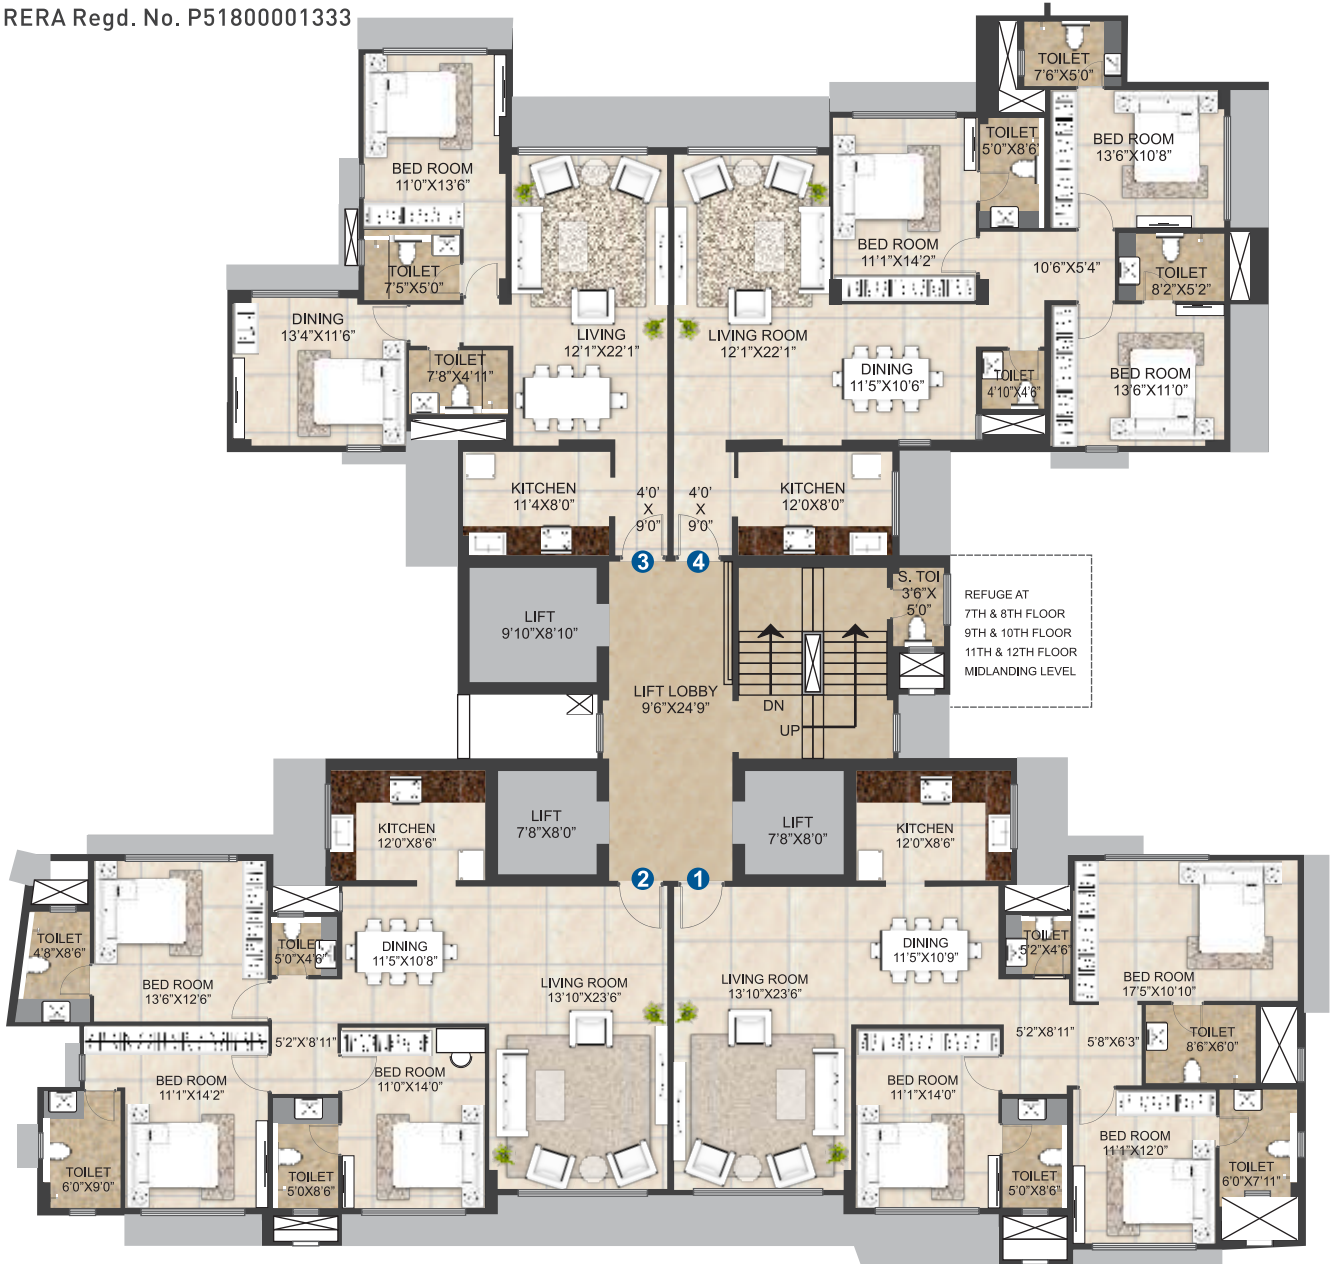 RERA Regd. No. P51800001333
TOILET
7'6"X5'0"
BED ROOM
11'0"X13'6"
TOILET
5'0"X8'6"
BED ROOM
13'6"X10'8"
BED ROOM
11'1"X14'2"
10'6"X5'4"
TOILET
7'5"X5'0"
TOILET
8'2"X5'2"
DINING
13'4"X11'6"
LIVING
12'1"X22'1"
LIVING ROOM
12'1"X22'1"
TOILET
7'8"X4'11"
DINING
11'5"X10'6"
TOILET
4'10"X4'6"
BED ROOM
13'6"X11'0"
KITCHEN
11'4X8'0"
4'0'
X
9'0"
4'0'
X
9'0"
KITCHEN
12'0X8'0"
3
4
S. TOI
3'6"X
5'0"
REFUGE AT
7TH & 8TH FLOOR
9TH & 10TH FLOOR
11TH & 12TH FLOOR
MIDLANDING LEVEL
LIFT
9'10"X8'10"
LIFT LOBBY
9'6"X24'9"
DN
UP
KITCHEN
12'0"X8'6"
LIFT
7'8"X8'0"
LIFT
7'8"X8'0"
KITCHEN
12'0"X8'6"
2
1
TOILET
4'8"X8'6"
TOILET
5'0"X4'6"
DINING
11'5"X10'8"
DINING
11'5"X10'9"
TOILET
5'2"X4'6"
BED ROOM
13'6"X12'6"
LIVING ROOM
13'10"X23'6"
LIVING ROOM
13'10"X23'6"
BED ROOM
17'5"X10'10"
5'2"X'8'11"
5'2"X8'11"
5'8"X6'3"
TOILET
8'6"X6'0"
BED ROOM
11'1"X14'2"
BED ROOM
11'0"X14'0"
BED ROOM
11'1"X14'0"
BED ROOM
11'1"X12'0"
TOILET
6'0"X9'0"
TOILET
5'0X8'6"
TOILET
5'0"X8'6"
TOILET
6'0"X7'11"